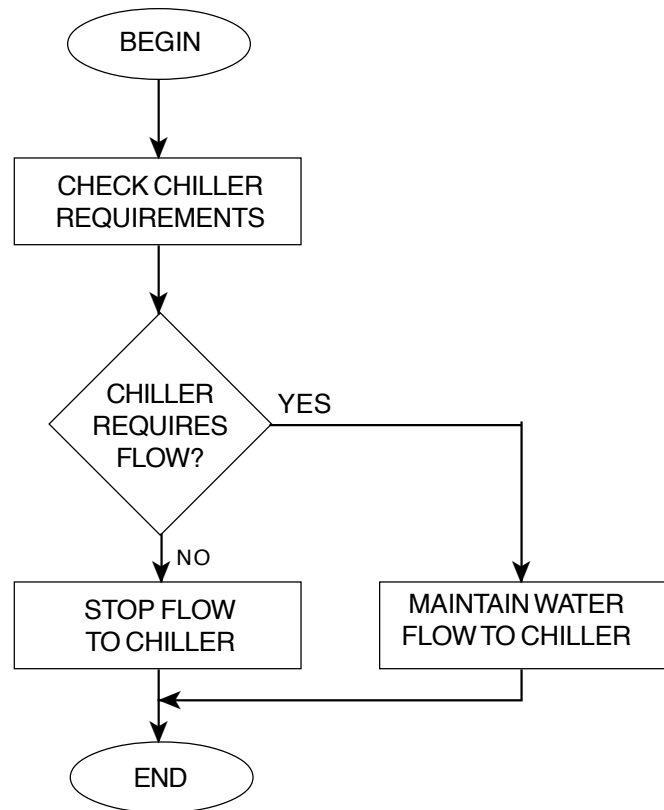 BEGIN
CHECK CHILLER
REQUIREMENTS
CHILLER
REQUIRES
FLOW?
YES
NO
STOP FLOW
TO CHILLER
MAINTAIN WATER
FLOW TO CHILLER
END